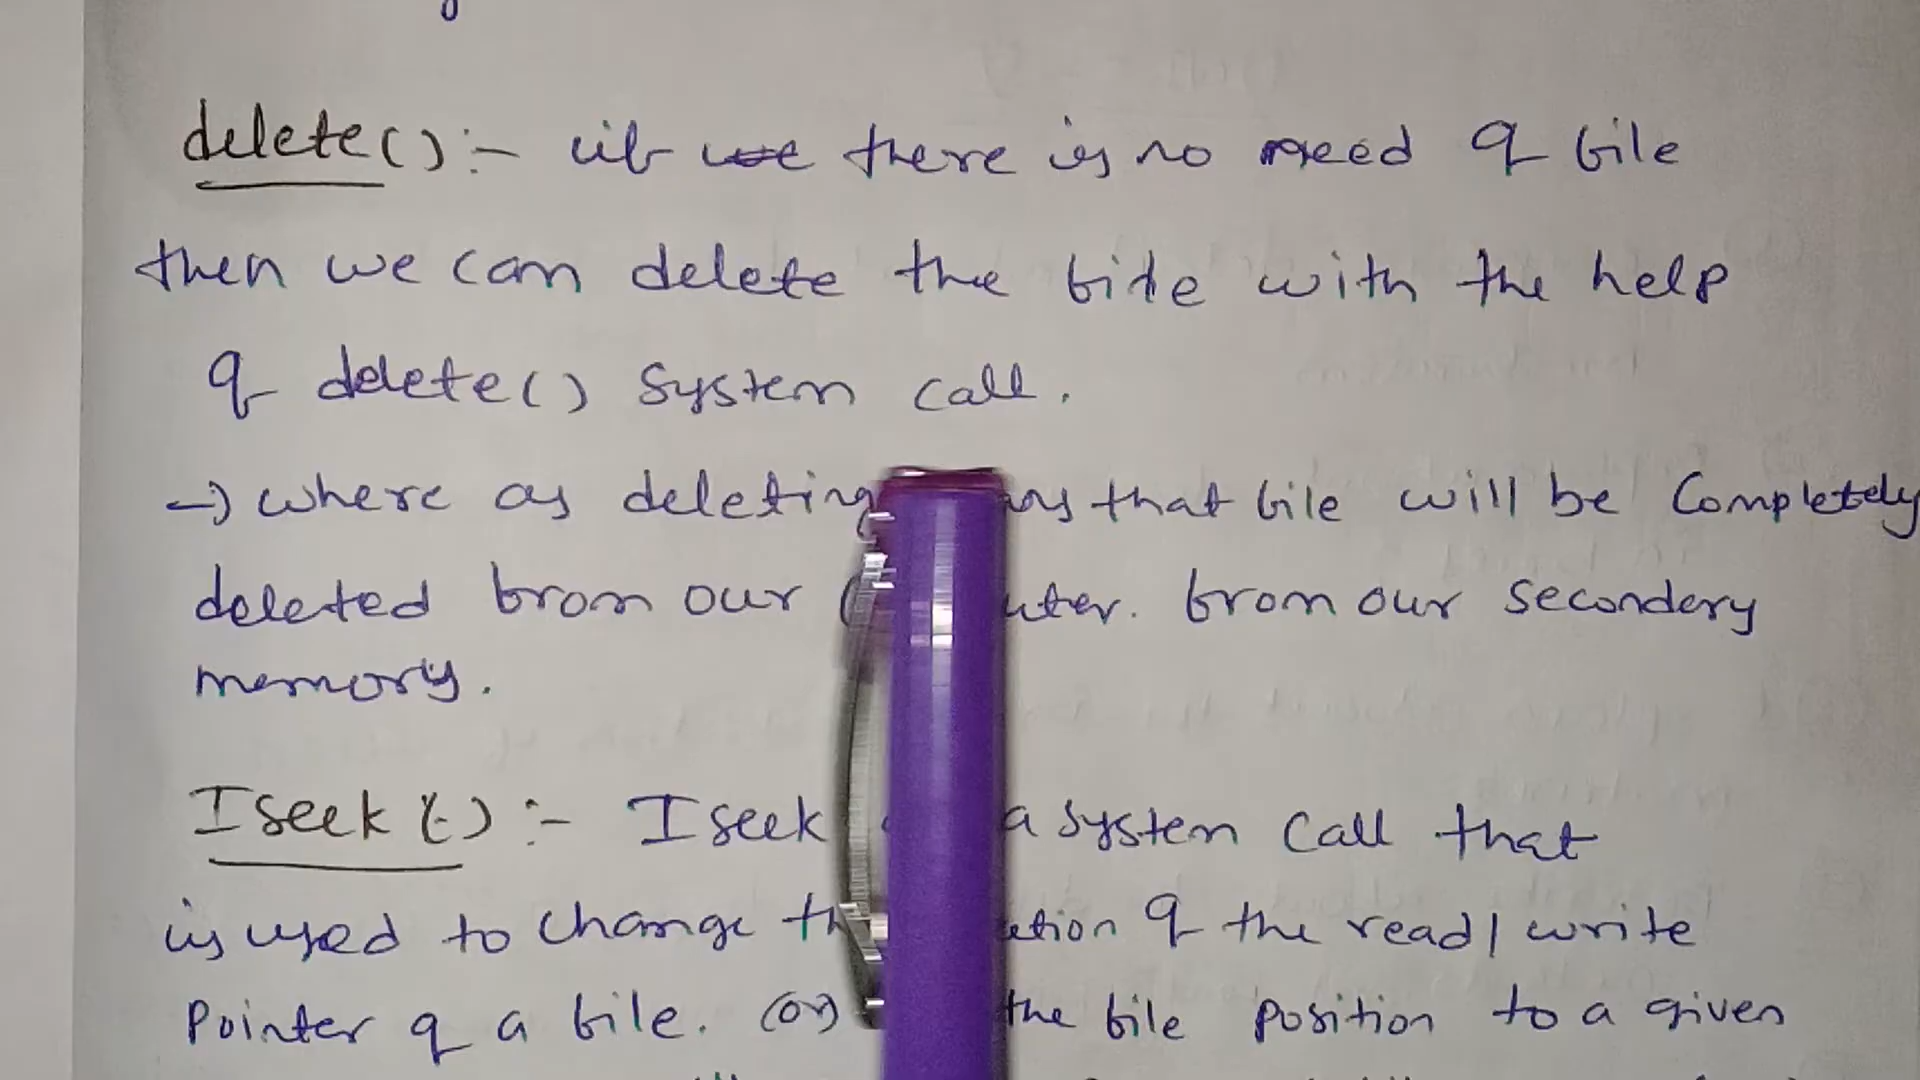 delete() :- if we there is no need of file
then we can delete the file with the help
of delete() System call.
→ where as deleting that file will be Completely
deleted from our from our secondery
memory.
Iseek() :- Iseek a System Call that
is used to change of the read/write
Pointer of a file. (or) the file Position to a given